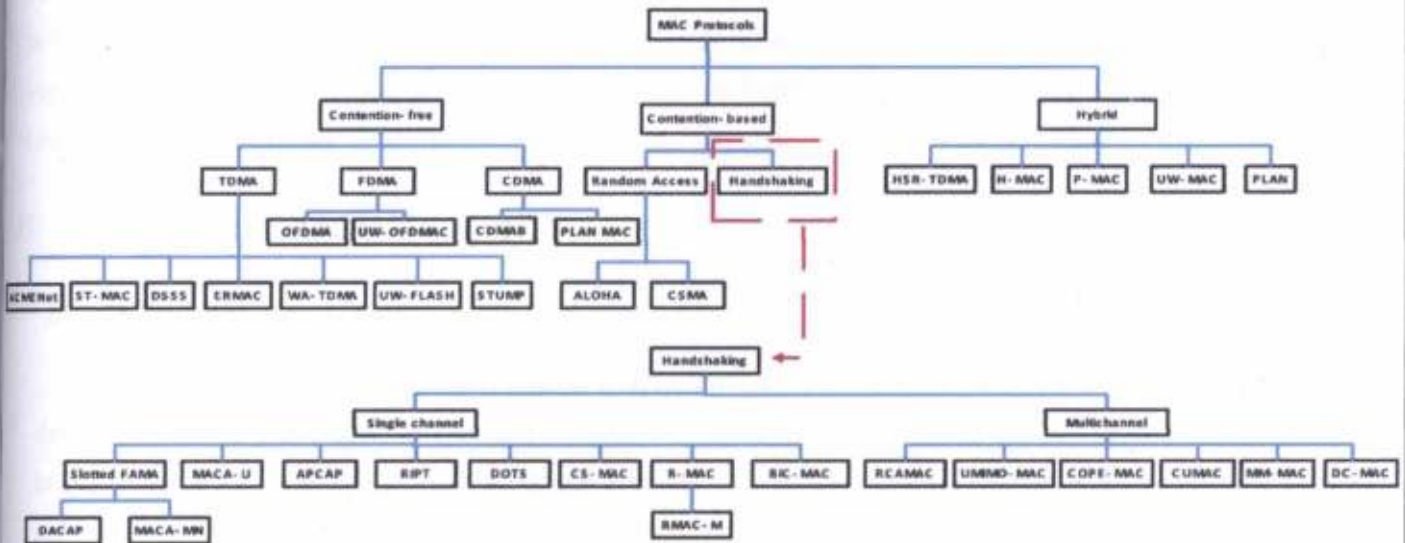 MAC Protocols
Contention- free
Contention- based
Hybrid
TDMA
FDMA
CDMA
Random Access
Handshaking
HSR- TDMA
H- MAC
P- MAC
UW- MAC
PLAN
OFDMA
UW- OFDMAC
CDMAB
PLAN MAC
ACMENet
ST- MAC
DSSS
ERMAC
WA- TDMA
UW- FLASH
STUMP
ALOHA
CSMA
Handshaking
Single channel
Multichannel
Slotted FAMA
MACA- U
APCAP
RIPT
DOTS
CS- MAC
R- MAC
BIC- MAC
RCAMAC
UMIMO- MAC
COPE- MAC
CUMAC
MM- MAC
DC- MAC
DACAP
MACA- MN
RMAC- M